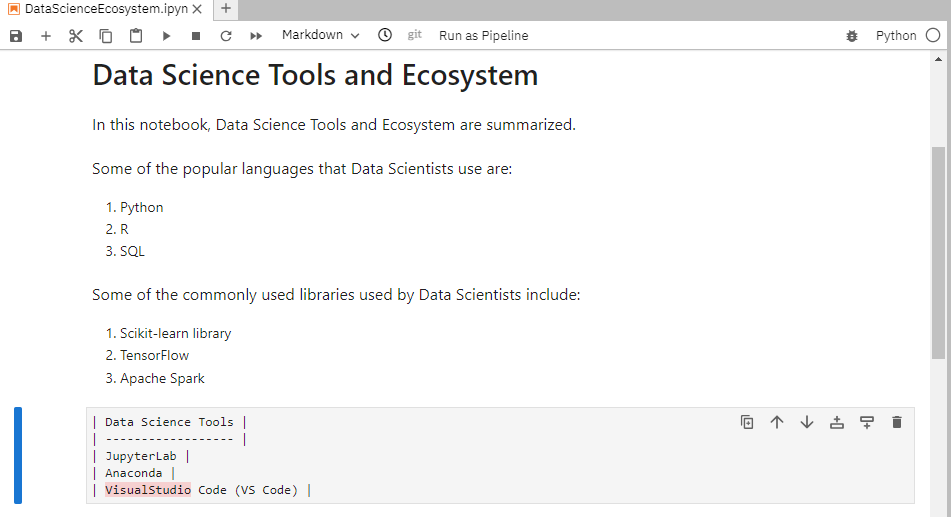 DataScienceEcosystem.ipyn
Markdown
git
Run as Pipeline
Python
Data Science Tools and Ecosystem
In this notebook, Data Science Tools and Ecosystem are summarized.
Some of the popular languages that Data Scientists use are:
1. Python
2. R
3. SQL
Some of the commonly used libraries used by Data Scientists include:
1. Scikit-learn library
2. TensorFlow
3. Apache Spark
| Data Science Tools |
| ------------------ |
| JupyterLab |
| Anaconda |
| VisualStudio Code (VS Code) |